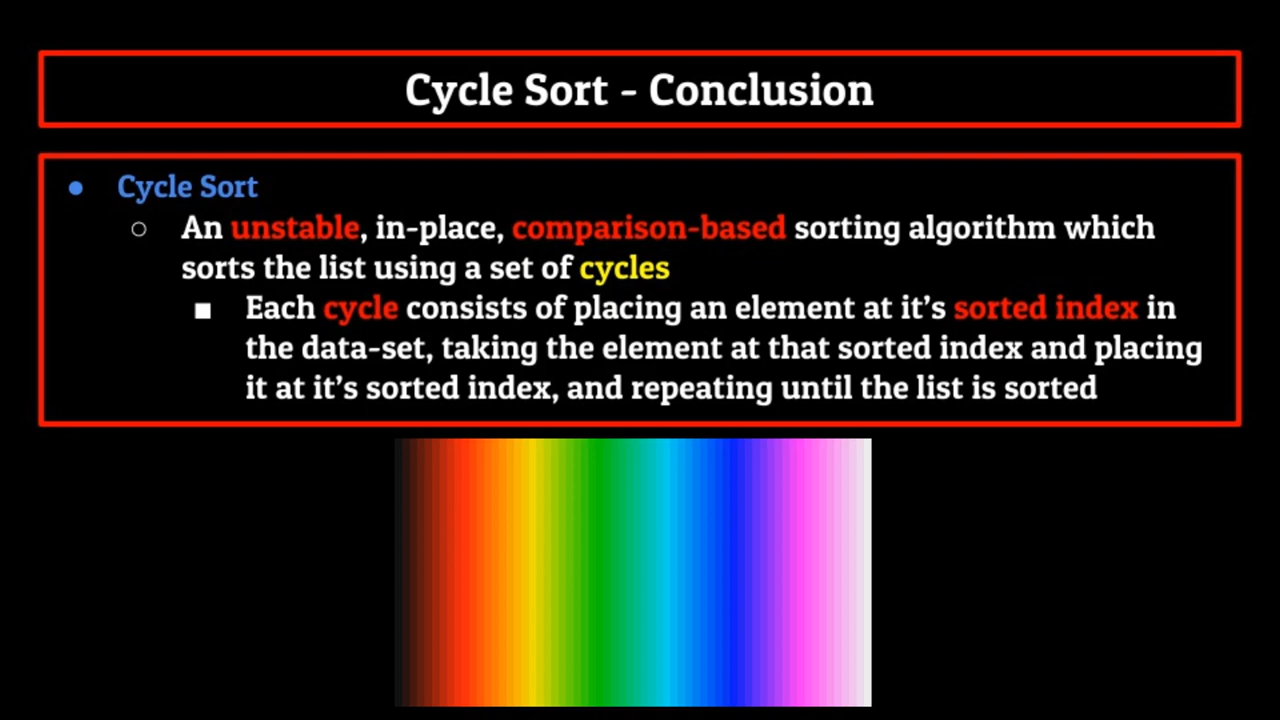 Cycle Sort - Conclusion
Cycle Sort
An unstable, in-place, comparison-based sorting algorithm which
sorts the list using a set of cycles
Each cycle consists of placing an element at it’s sorted index in
the data-set, taking the element at that sorted index and placing
it at it’s sorted index, and repeating until the list is sorted